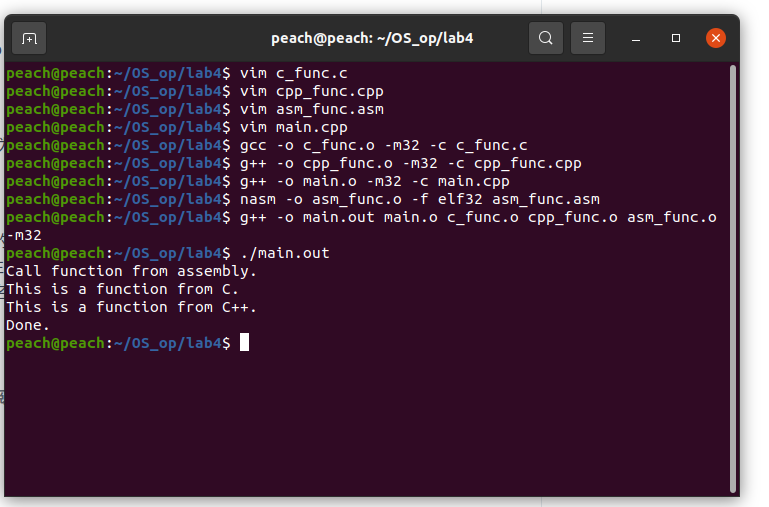 peach@peach: ~/OS_op/lab4
peach@peach:~/OS_op/lab4$ vim c_func.c
peach@peach:~/OS_op/lab4$ vim cpp_func.cpp
peach@peach:~/OS_op/lab4$ vim asm_func.asm
peach@peach:~/OS_op/lab4$ vim main.cpp
peach@peach:~/OS_op/lab4$ gcc -o c_func.o -m32 -c c_func.c
peach@peach:~/OS_op/lab4$ g++ -o cpp_func.o -m32 -c cpp_func.cpp
peach@peach:~/OS_op/lab4$ g++ -o main.o -m32 -c main.cpp
peach@peach:~/OS_op/lab4$ nasm -o asm_func.o -f elf32 asm_func.asm
peach@peach:~/OS_op/lab4$ g++ -o main.out main.o c_func.o cpp_func.o asm_func.o
-m32
peach@peach:~/OS_op/lab4$ ./main.out
Call function from assembly.
This is a function from C.
This is a function from C++.
Done.
peach@peach:~/OS_op/lab4$